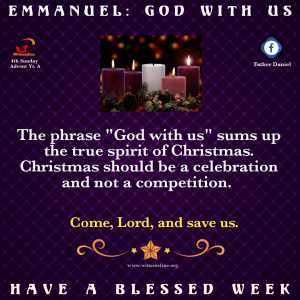 EMMANUEL: GOD WITH US
Witnessline
4th Sunday
Advent Yr. A
Father Daniel
The phrase "God with us" sums up
the true spirit of Christmas.
Christmas should be a celebration
and not a competition.
Come, Lord, and save us.
www.witnessline.org
HAVE A BLESSED WEEK